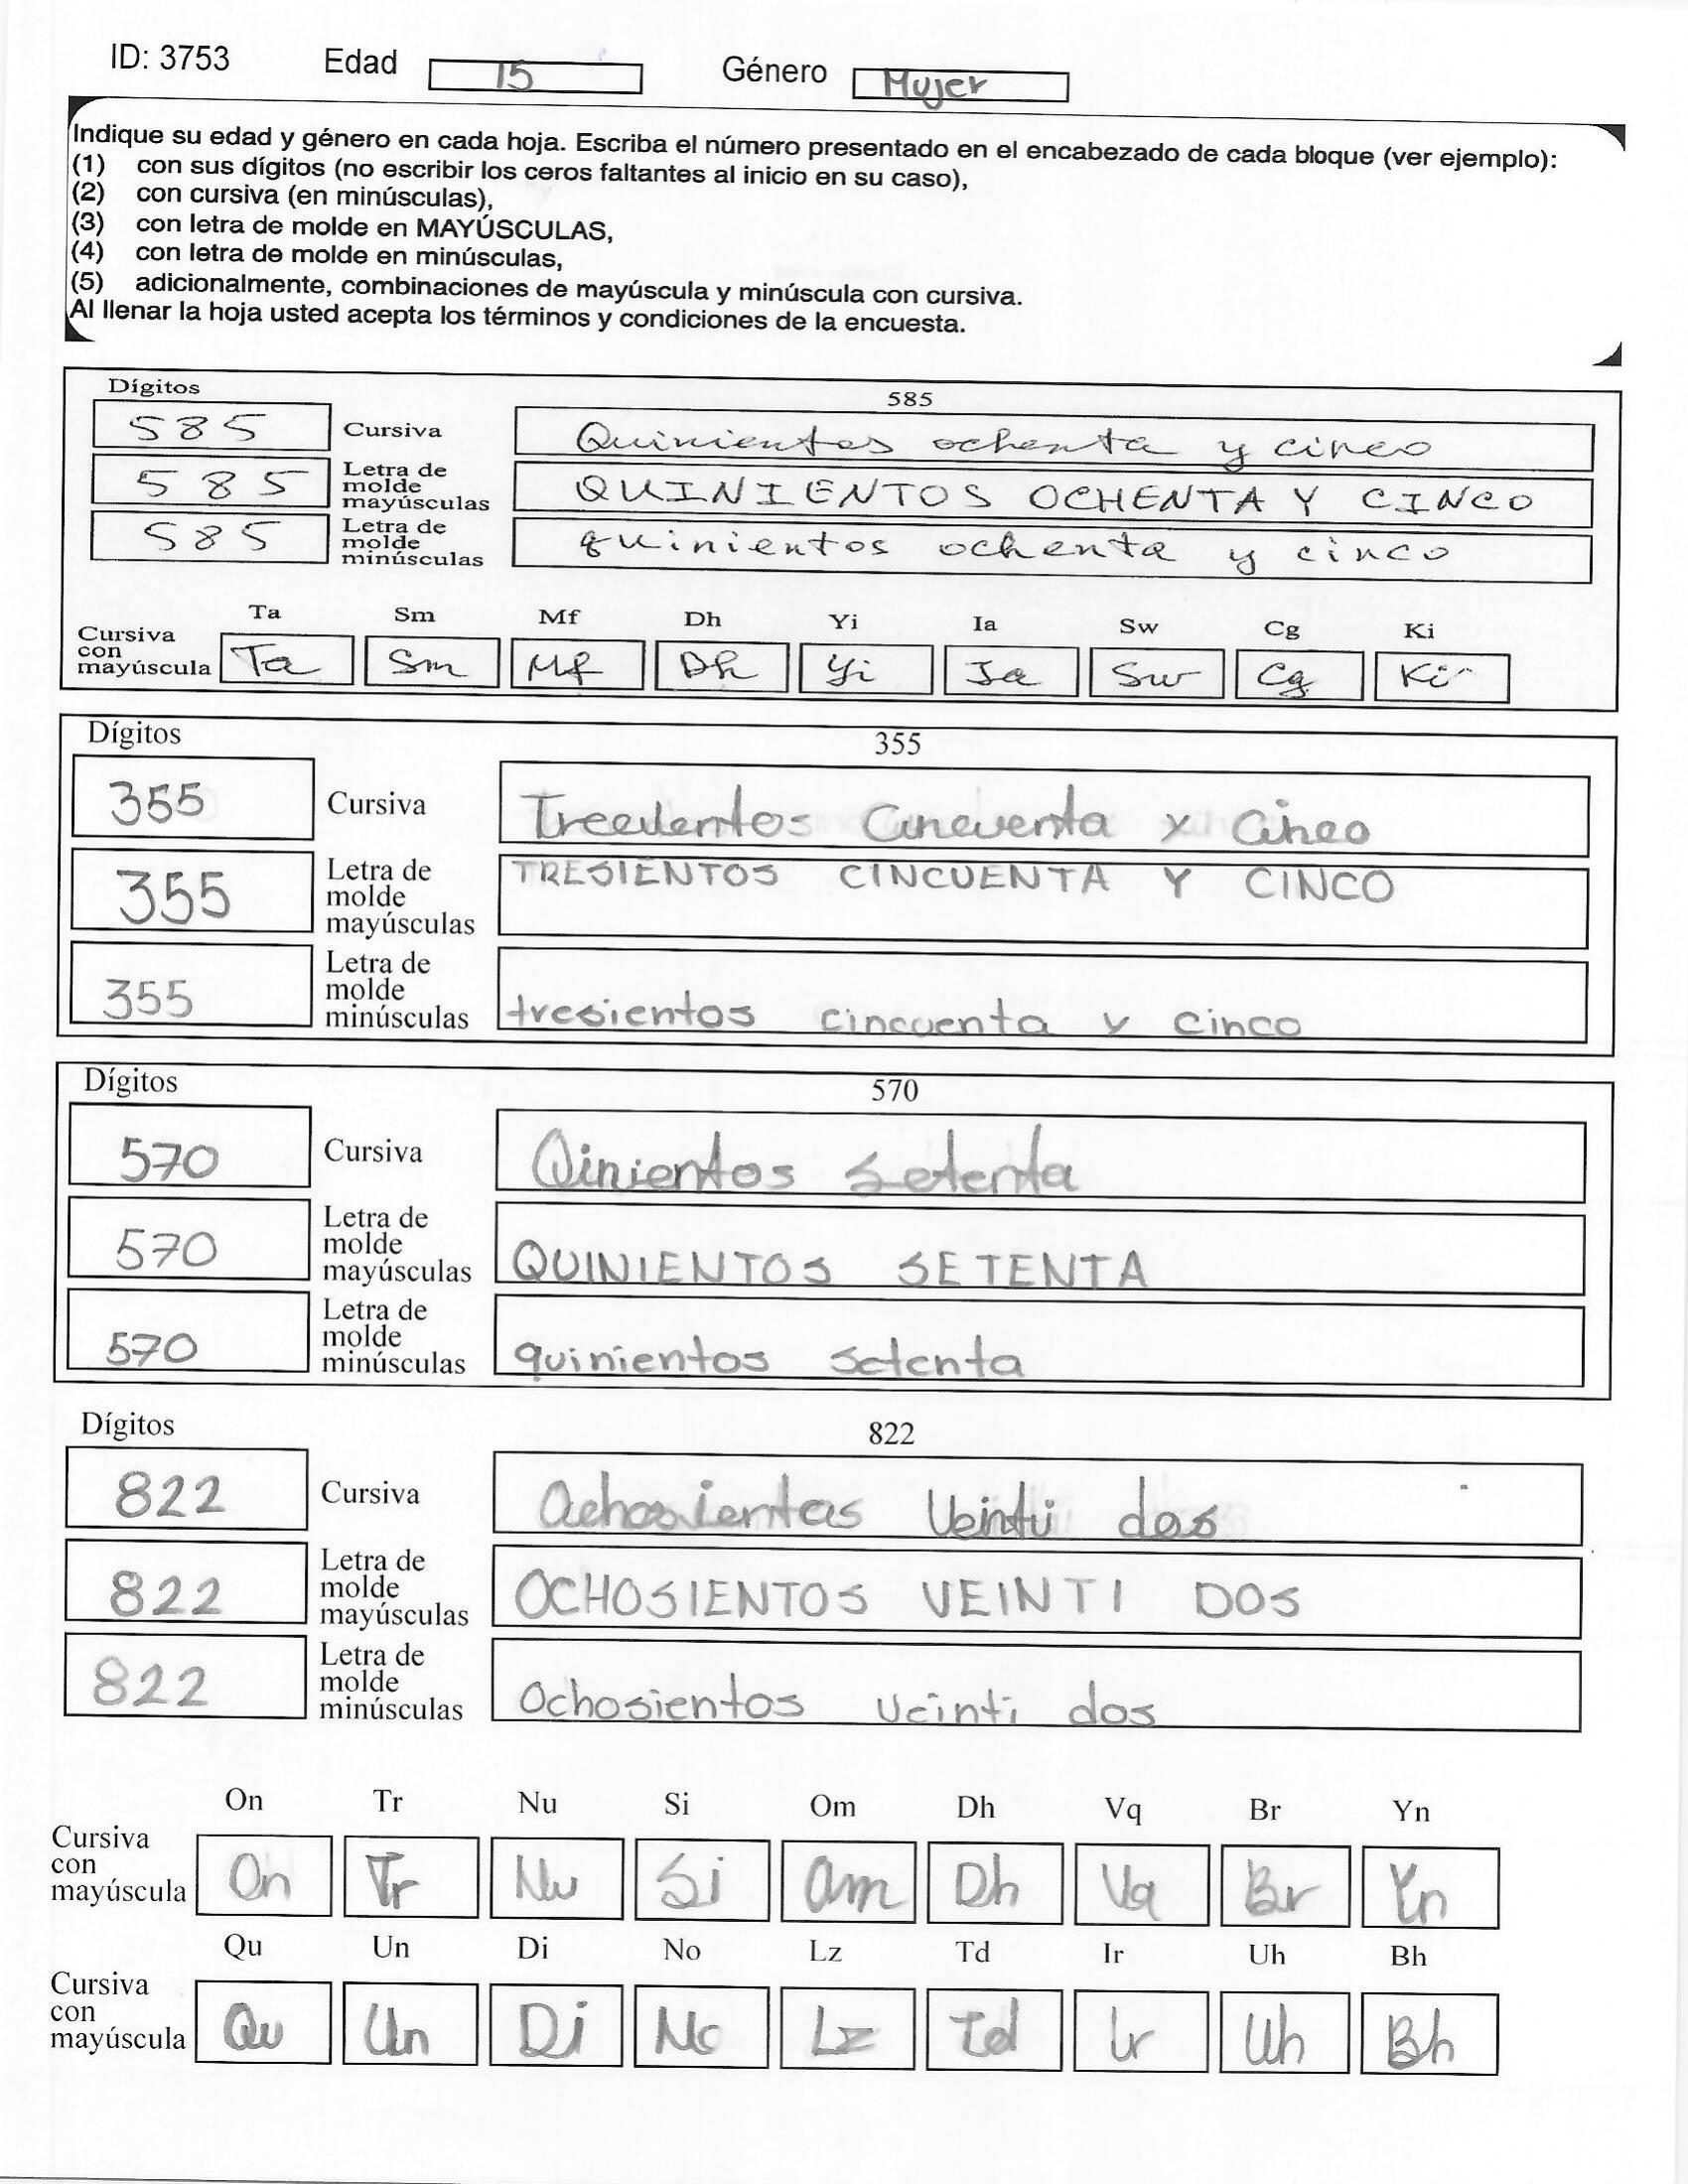 ID: 3753 Edad 15 Género Mujer
Indique su edad y género en cada hoja. Escriba el número presentado en el encabezado de cada bloque (ver ejemplo):
(1) con sus dígitos (no escribir los ceros faltantes al inicio en su caso),
(2) con cursiva (en minúsculas),
(3) con letra de molde en MAYÚSCULAS,
(4) con letra de molde en minúsculas,
(5) adicionalmente, combinaciones de mayúscula y minúscula con cursiva.
Al llenar la hoja usted acepta los términos y condiciones de la encuesta.
Dígitos 585
585 Cursiva Quinientos ochenta y cinco
585 Letra de molde mayúsculas QUINIENTOS OCHENTA Y CINCO
585 Letra de molde minúsculas quinientos ochenta y cinco
Ta Sm Mf Dh Yi Ia Sw Cg Ki
Cursiva con mayúscula Ta Sm Mf Dh Yi Ia Sw Cg Ki
Dígitos 355
355 Cursiva Cincuenta y Cinco
355 Letra de molde mayúsculas TRESIENTOS CINCUENTA Y CINCO
355 Letra de molde minúsculas tresientos cincuenta y cinco
Dígitos 570
570 Cursiva Qinientos Setenta
570 Letra de molde mayúsculas QUINIENTOS SETENTA
570 Letra de molde minúsculas quinientos setenta
Dígitos 822
822 Cursiva Ochosientos Veinti dos
822 Letra de molde mayúsculas OCHOSIENTOS VEINTI DOS
822 Letra de molde minúsculas Ochosientos veinti dos
On Tr Nu Si Om Dh Vq Br Yn
Cursiva con mayúscula On Tr Nu Si Om Dh Vq Br Yn
Qu Un Di No Lz Td Ir Uh Bh
Cursiva con mayúscula Qu Un Di No Lz Td Ir Uh Bh